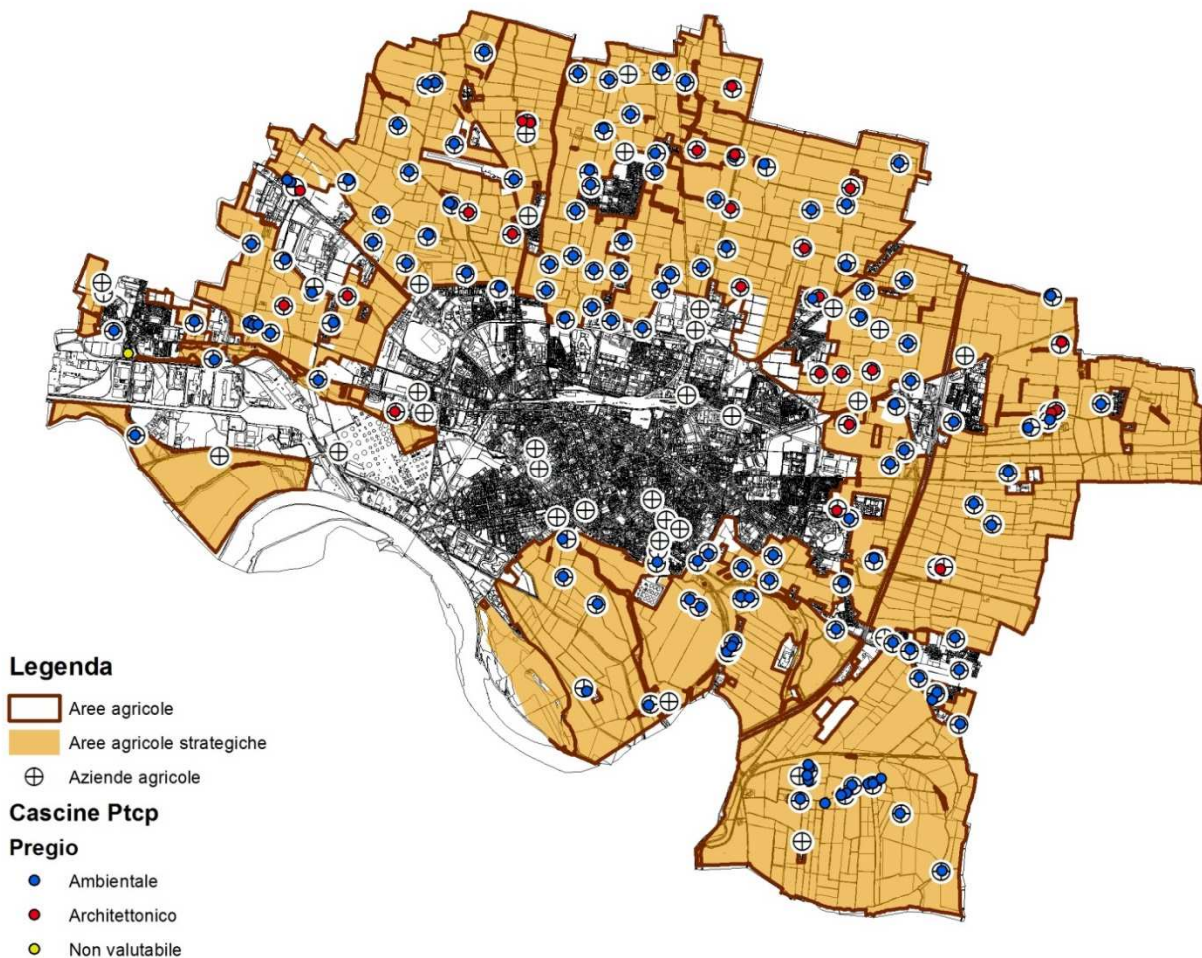 Legenda
Aree agricole
Aree agricole strategiche
Aziende agricole
Cascine Ptcp
Pregio
Ambientale
Architettonico
Non valutabile